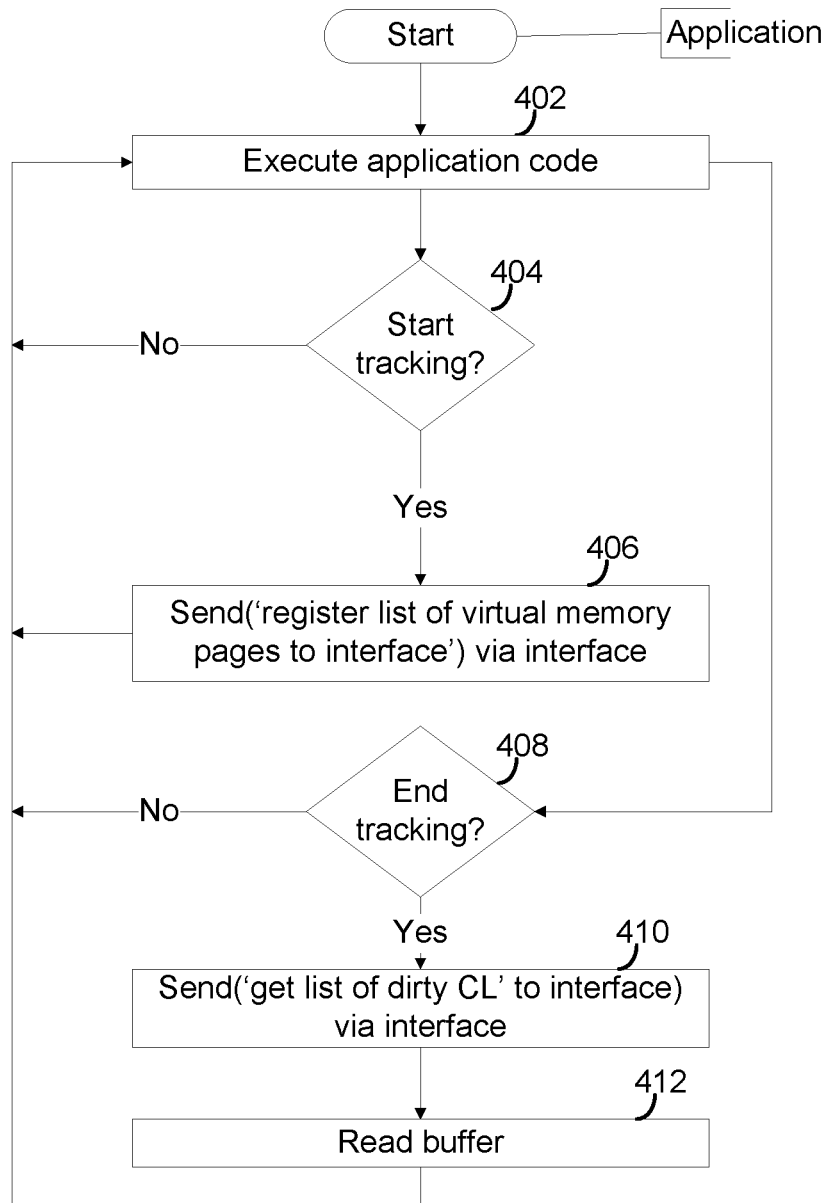 Start
Application
402
Execute application code
404
Start
tracking?
No
Yes
406
Send(‘register list of virtual memory
pages to interface’) via interface
408
End
tracking?
No
Yes
410
Send(‘get list of dirty CL’ to interface)
via interface
412
Read buffer